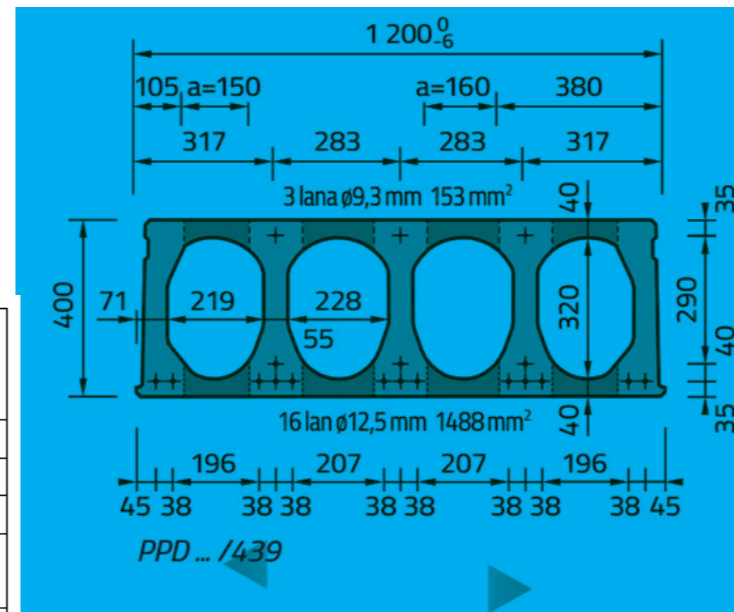 1 200 0 -6
105 a=150 a=160 380
317 283 283 317
3 lana ø9,3 mm 153 mm²
40
35
400
71 219 228
55
320
290
40
16 lan ø12,5 mm 1488 mm²
40
35
196 207 207 196
45 38 38 38 38 38 38 38 38 45
PPD ... /439